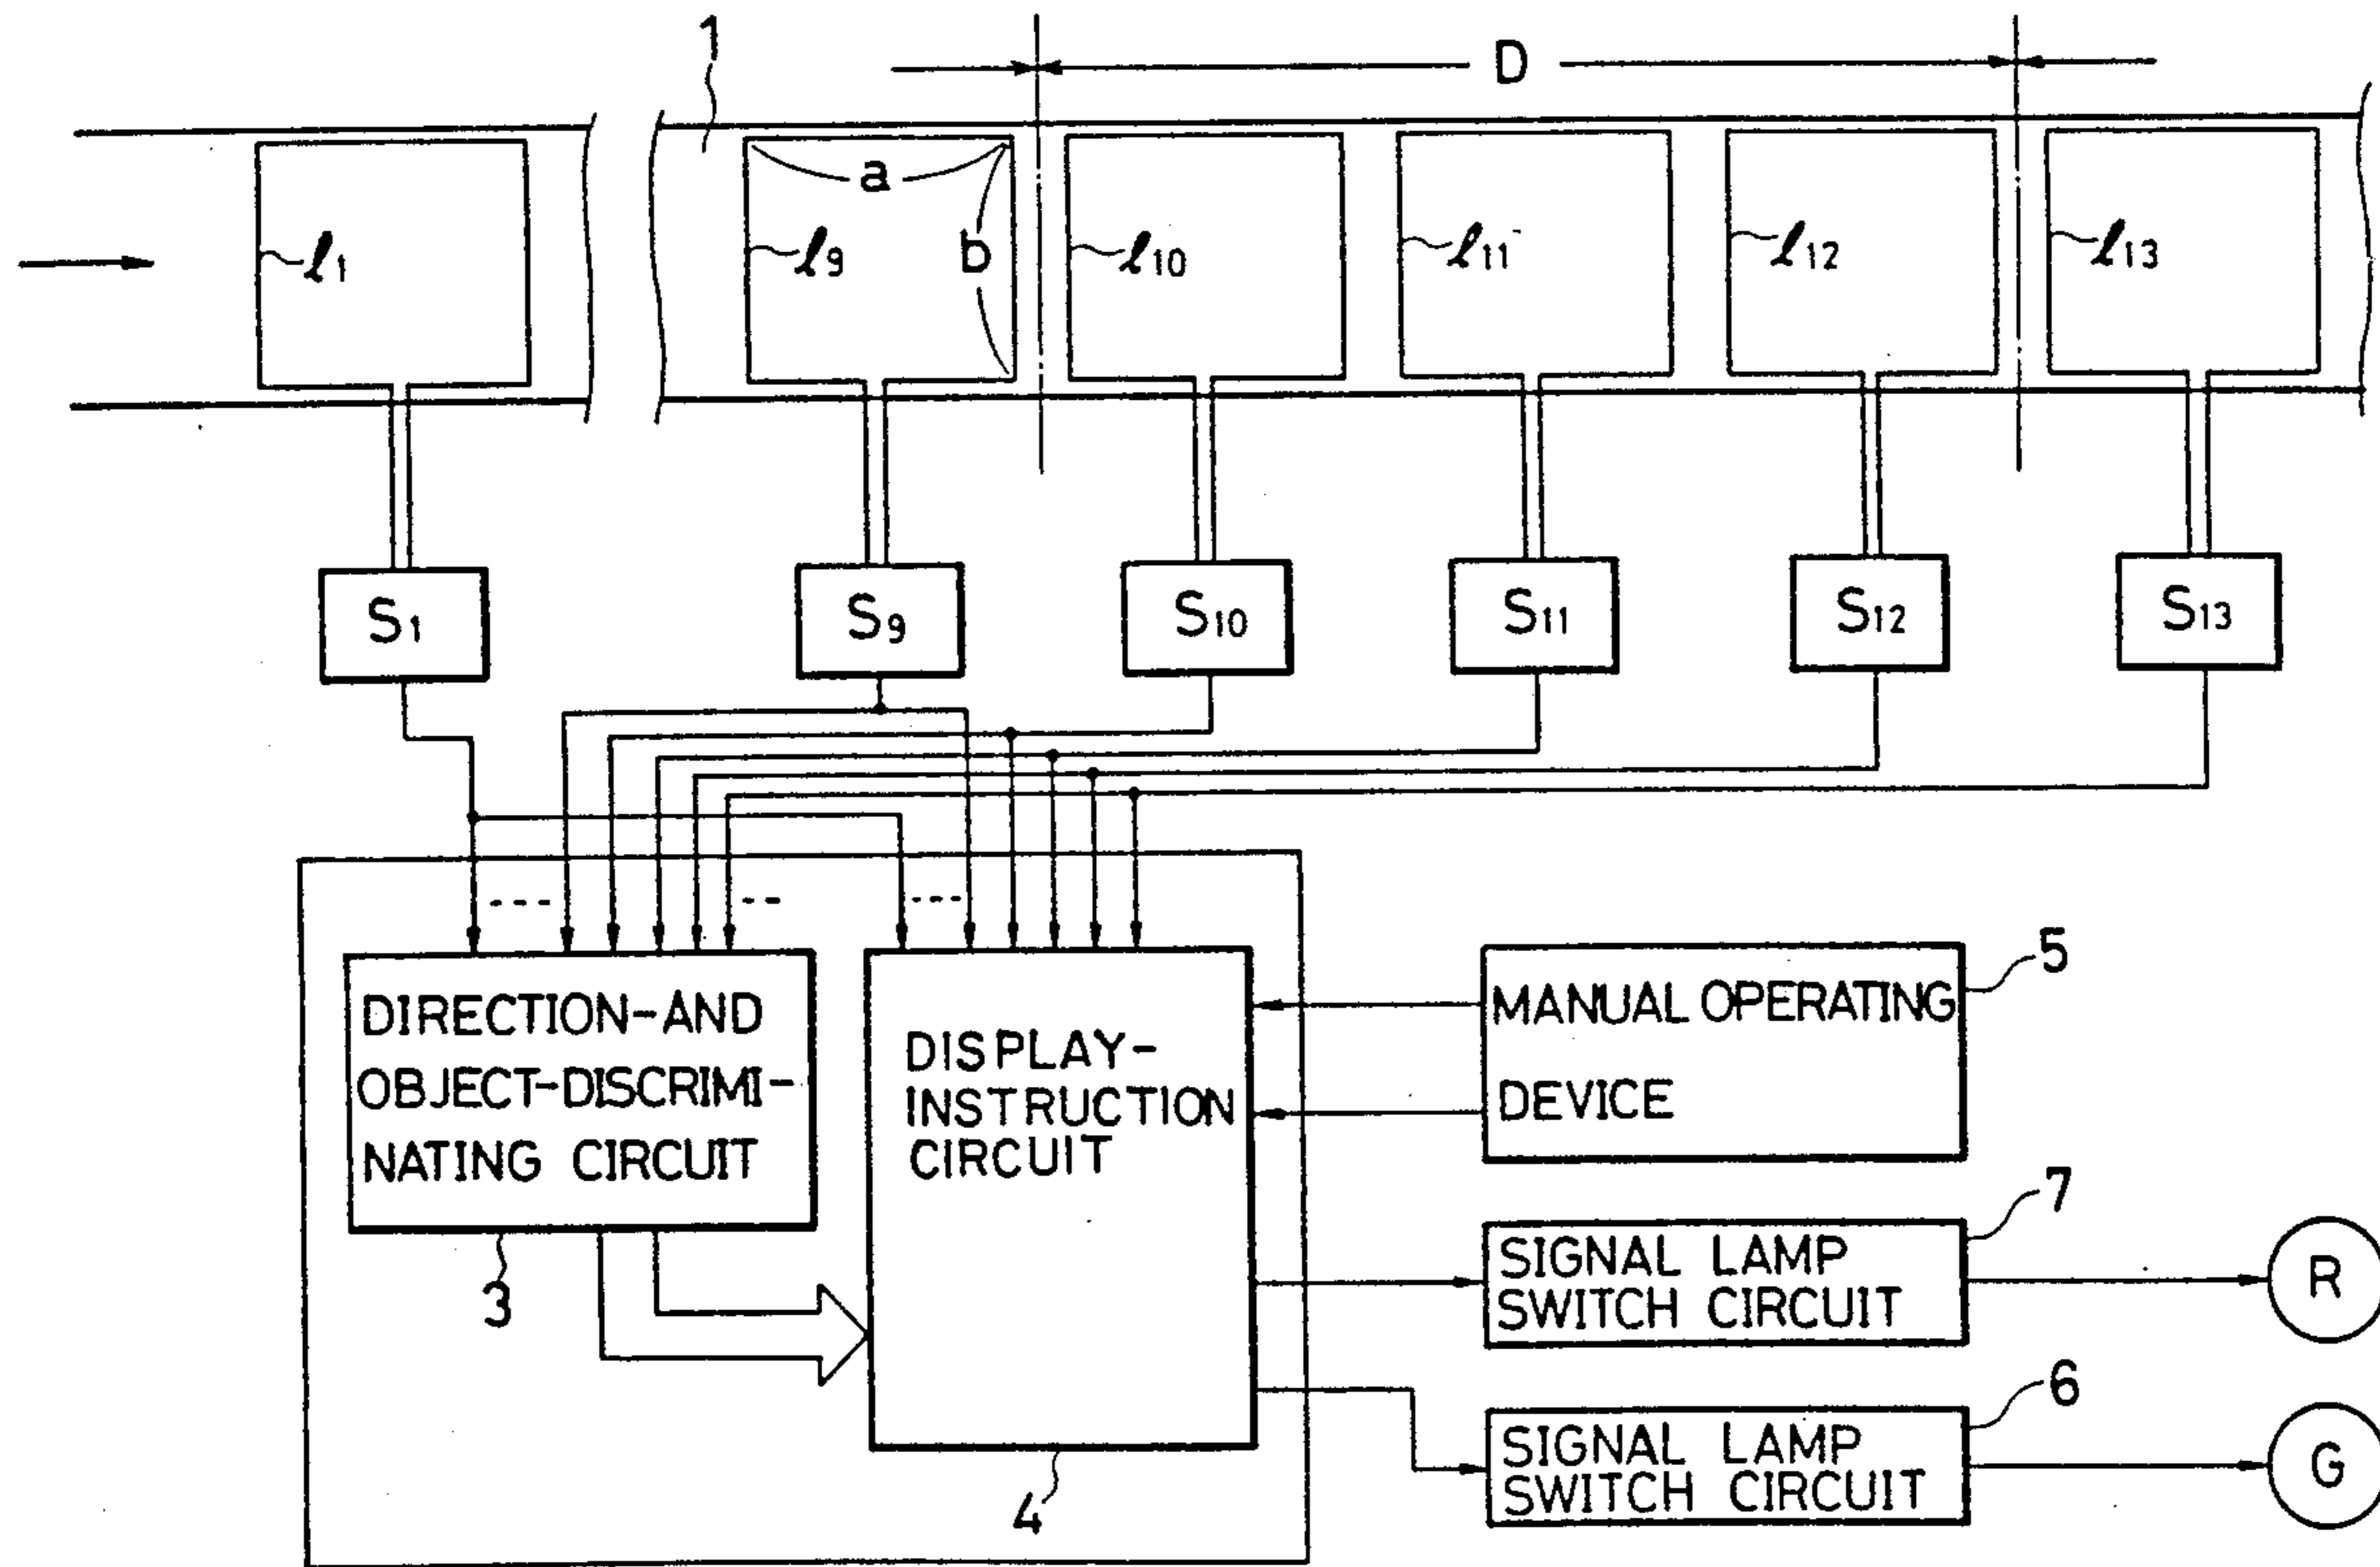 1
D
a
b
ℓ1
ℓ9
ℓ10
ℓ11
ℓ12
ℓ13
S1
S9
S10
S11
S12
S13
DIRECTION-AND
OBJECT-DISCRIMI-
NATING CIRCUIT
3
DISPLAY-
INSTRUCTION
CIRCUIT
4
MANUAL OPERATING
DEVICE
5
SIGNAL LAMP
SWITCH CIRCUIT
7
R
SIGNAL LAMP
SWITCH CIRCUIT
6
G